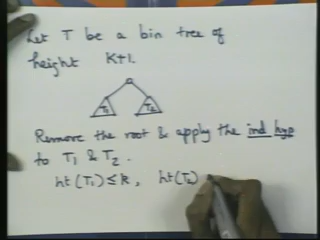 Let T be a bin tree of
height K+1.
T₁ T₂
Remove the root & apply the ind hyp
to T₁ & T₂.
ht (T₁) ≤ k, ht (T₂)